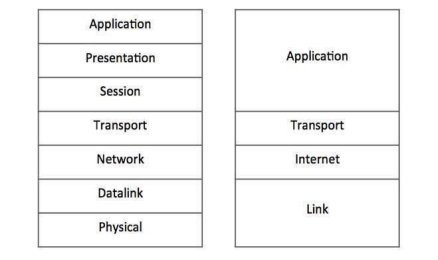 Application
Presentation
Session
Transport
Network
Datalink
Physical
Application
Transport
Internet
Link